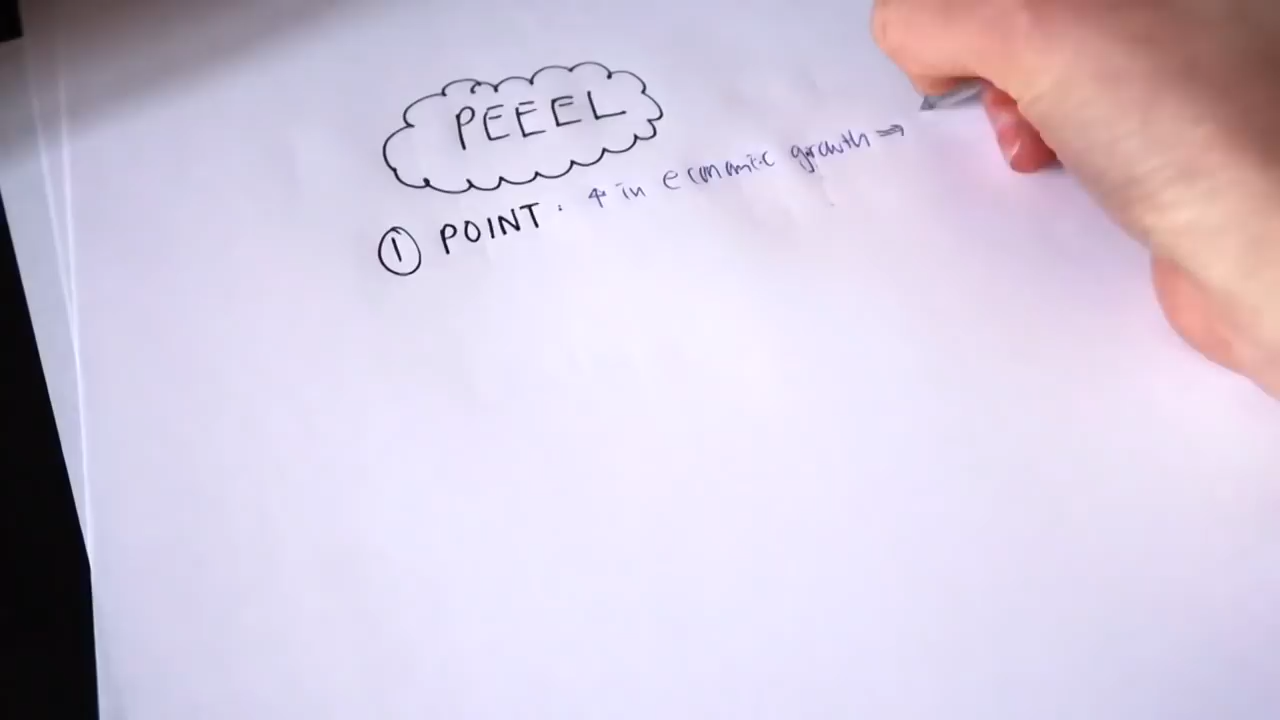 PEEEL
① POINT: ↑ in economic growth ⇒